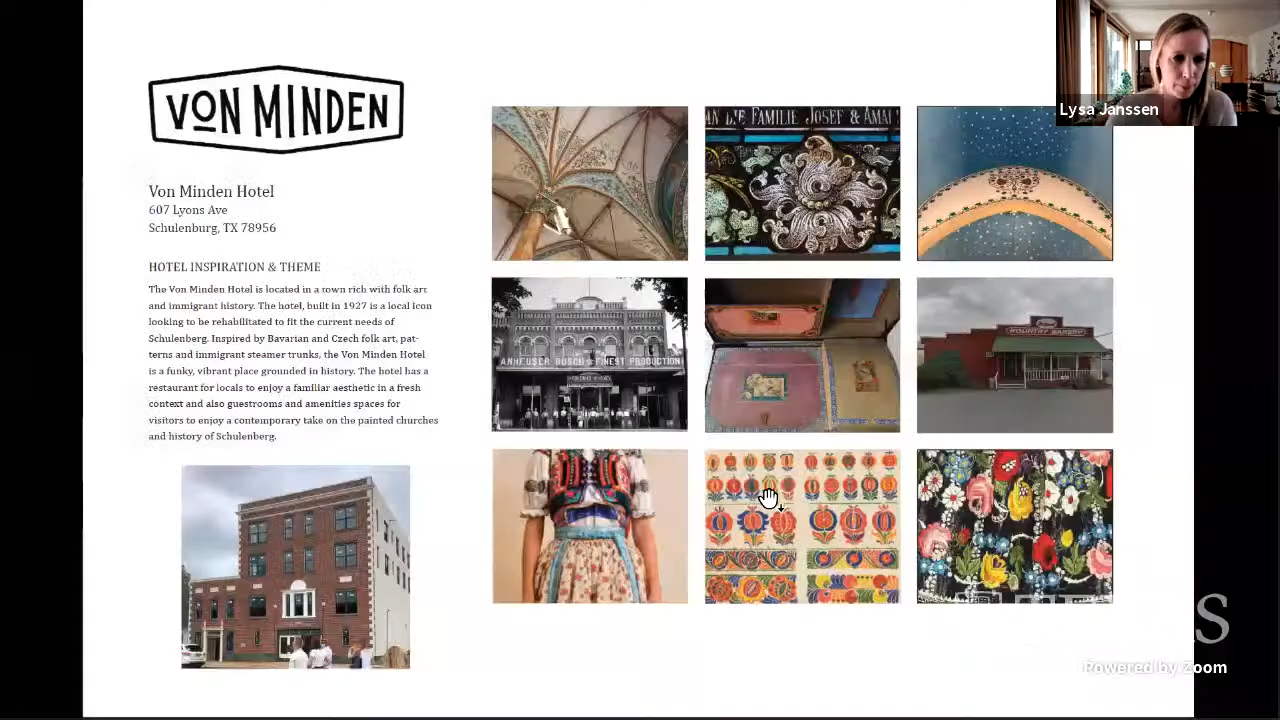 VON MINDEN
Von Minden Hotel
607 Lyons Ave
Schulenburg, TX 78956
HOTEL INSPIRATION & THEME
The Von Minden Hotel is located in a town rich with folk art
and immigrant history. The hotel, built in 1927 is a local icon
looking to be rehabilitated to fit the current needs of
Schulenberg. Inspired by Bavarian and Czech folk art, pat-
terns and immigrant steamer trunks, the Von Minden Hotel
is a funky, vibrant place grounded in history. The hotel has a
restaurant for locals to enjoy a familiar aesthetic in a fresh
context and also guestrooms and amenities spaces for
visitors to enjoy a contemporary take on the painted churches
and history of Schulenberg.
DIE FAMILIE JOSEF & AMAL
ANHEUSER BUSCH FINEST PRODUCTION
KOUNTRY BAKERY
Lysa Janssen
Powered by Zoom